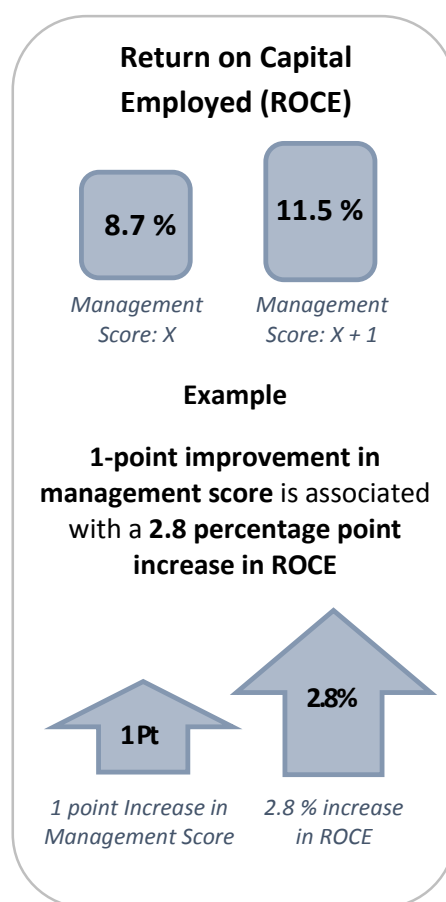 Return on Capital
Employed (ROCE)
8.7 %
11.5 %
Management
Score: X
Management
Score: X + 1
Example
1-point improvement in
management score is associated
with a 2.8 percentage point
increase in ROCE
1 Pt
2.8%
1 point Increase in
Management Score
2.8 % increase
in ROCE